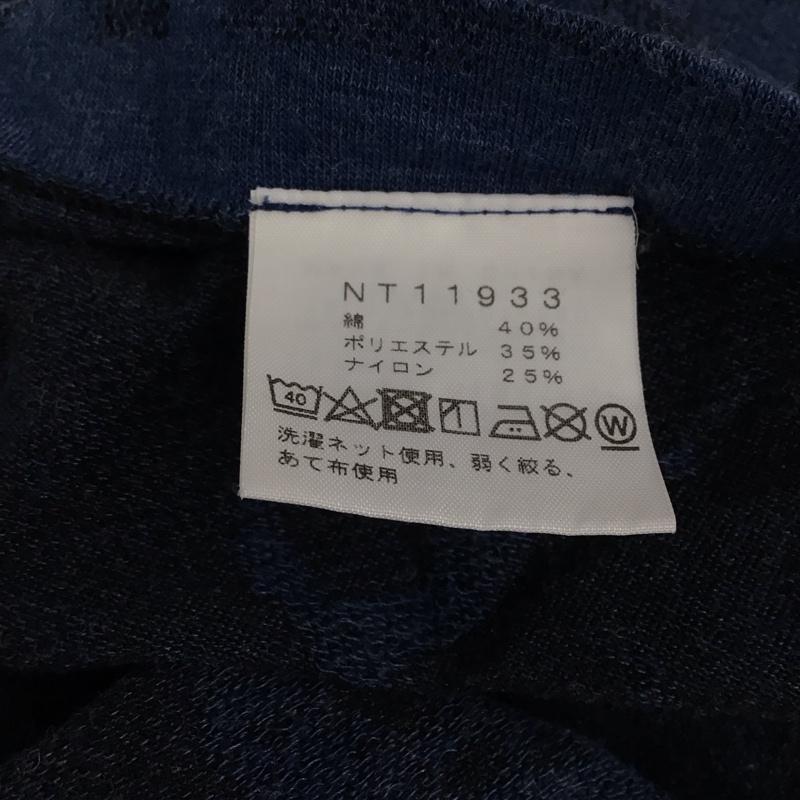 NT11933
綿 40%
ポリエステル 35%
ナイロン 25%
40 W
洗濯ネット使用、弱く絞る、
あて布使用